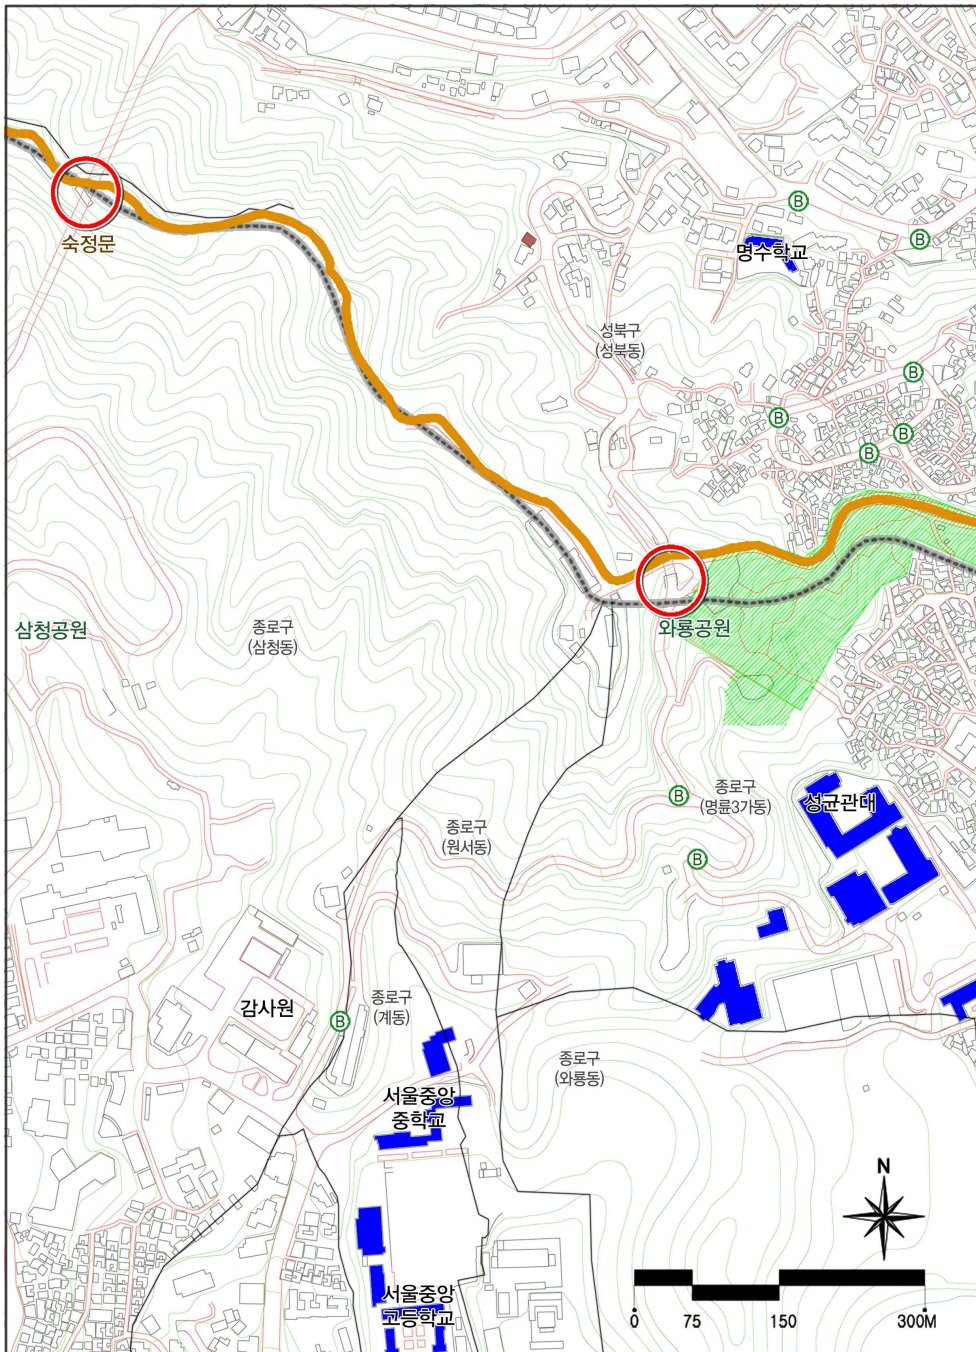 숙정문
B
명수학교
B
성북구
(성북동)
B
B
B
B
삼청공원
종로구
(삼청동)
와룡공원
B
종로구
(명륜3가동)
성균관대
종로구
(원서동)
B
감사원
종로구
(계동)
B
종로구
(와룡동)
서울중앙
중학교
N
서울중앙
고등학교
0 75 150 300M